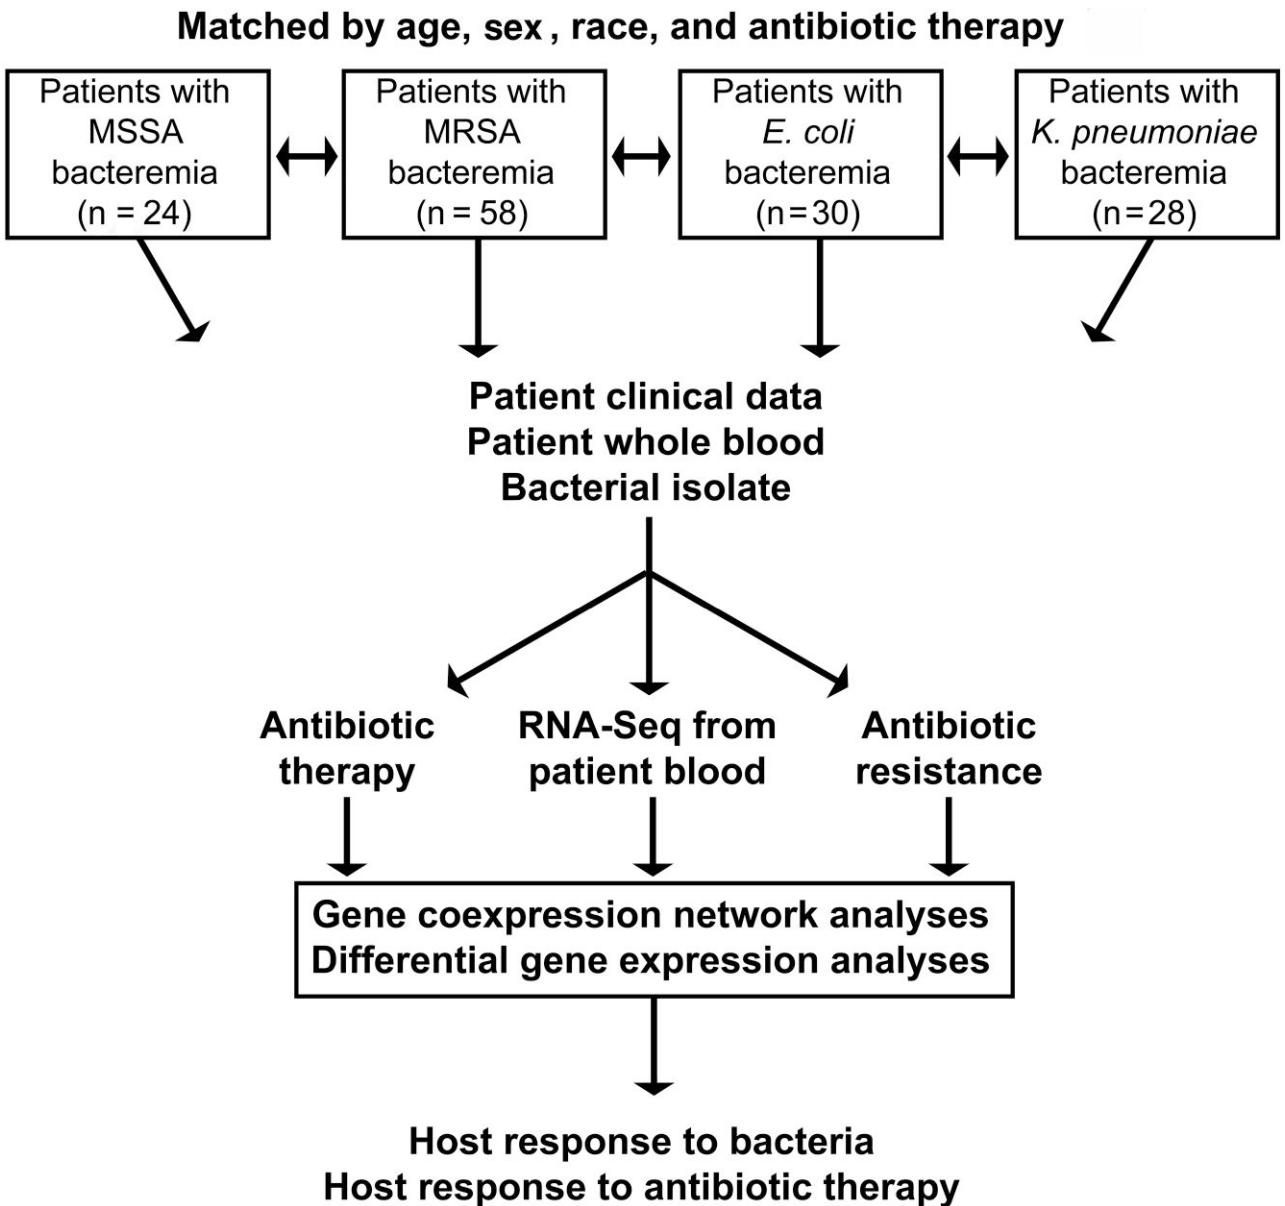 Matched by age, sex, race, and antibiotic therapy
Patients with
MSSA
bacteremia
(n = 24)
Patients with
MRSA
bacteremia
(n = 58)
Patients with
E. coli
bacteremia
(n=30)
Patients with
K. pneumoniae
bacteremia
(n=28)
Patient clinical data
Patient whole blood
Bacterial isolate
Antibiotic
therapy
RNA-Seq from
patient blood
Antibiotic
resistance
Gene coexpression network analyses
Differential gene expression analyses
Host response to bacteria
Host response to antibiotic therapy